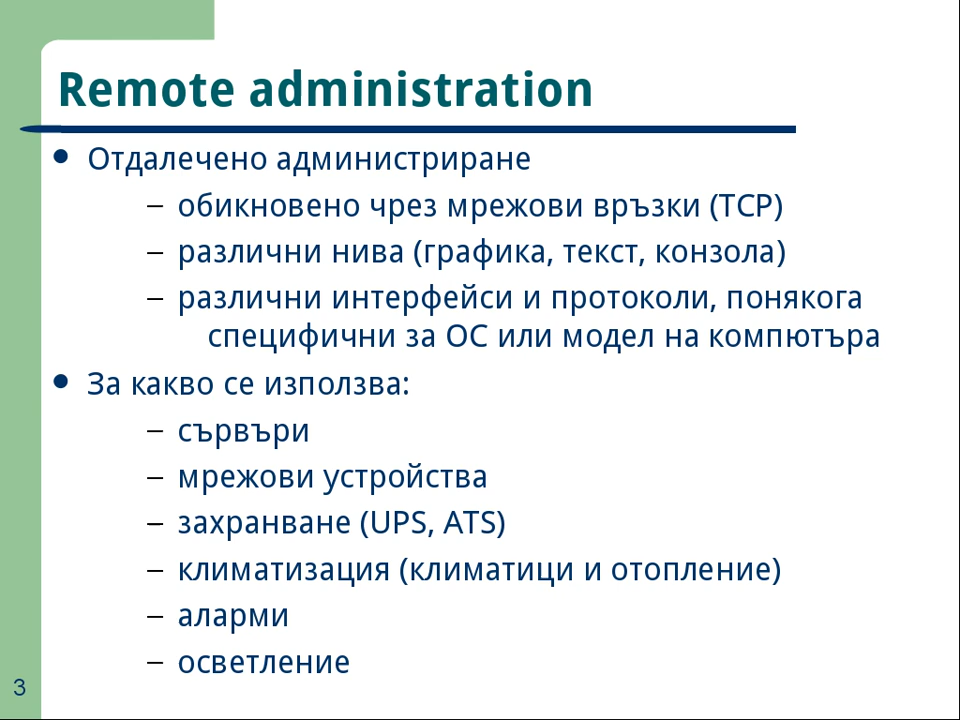 Remote administration
• Отдалечено администриране
– обикновено чрез мрежови връзки (TCP)
– различни нива (графика, текст, конзола)
– различни интерфейси и протоколи, понякога
специфични за ОС или модел на компютъра
• За какво се използва:
– сървъри
– мрежови устройства
– захранване (UPS, ATS)
– климатизация (климатици и отопление)
– аларми
– осветление
3